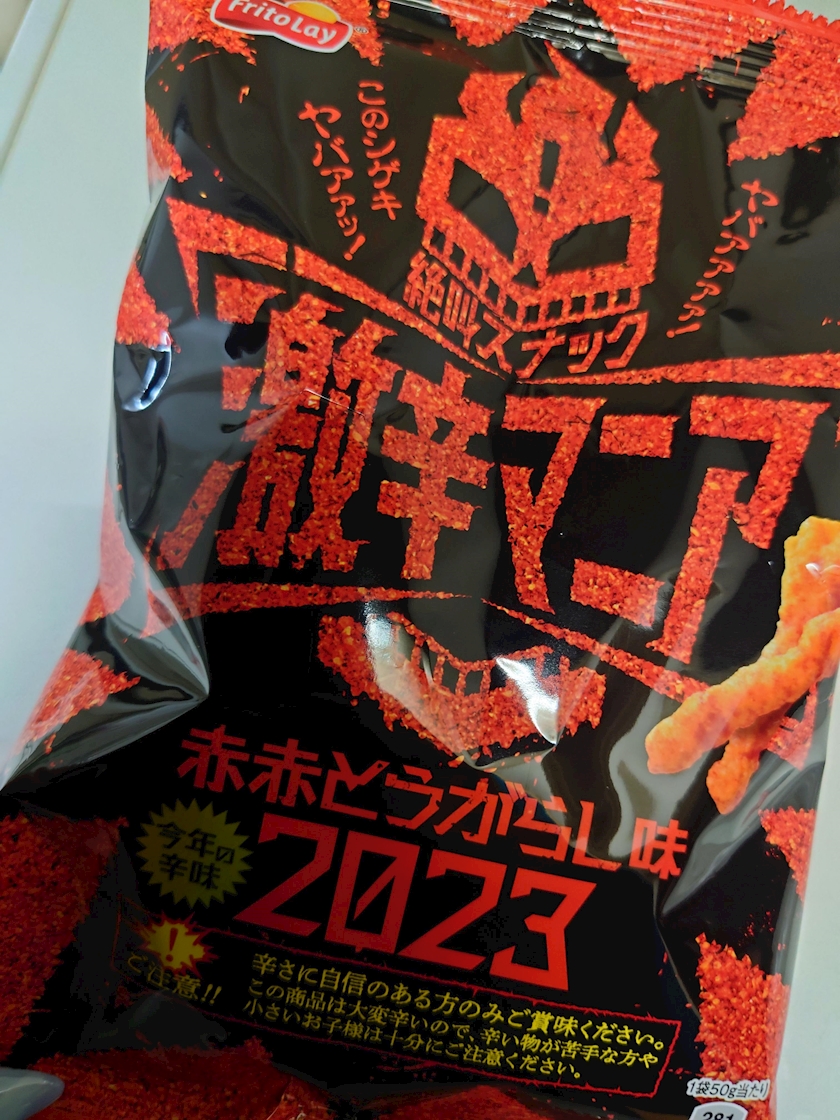 FritoLay
このシゲキ
ヤバァァァッ!
ヤバァァァァ!
絶叫スナック
激辛マニア
赤赤とうがらし味
今年の
辛味
2023
!
ご注意!!
辛さに自信のある方のみご賞味ください。
この商品は大変辛いので、辛い物が苦手な方や
小さいお子様は十分にご注意ください。
1袋50g当たり
281